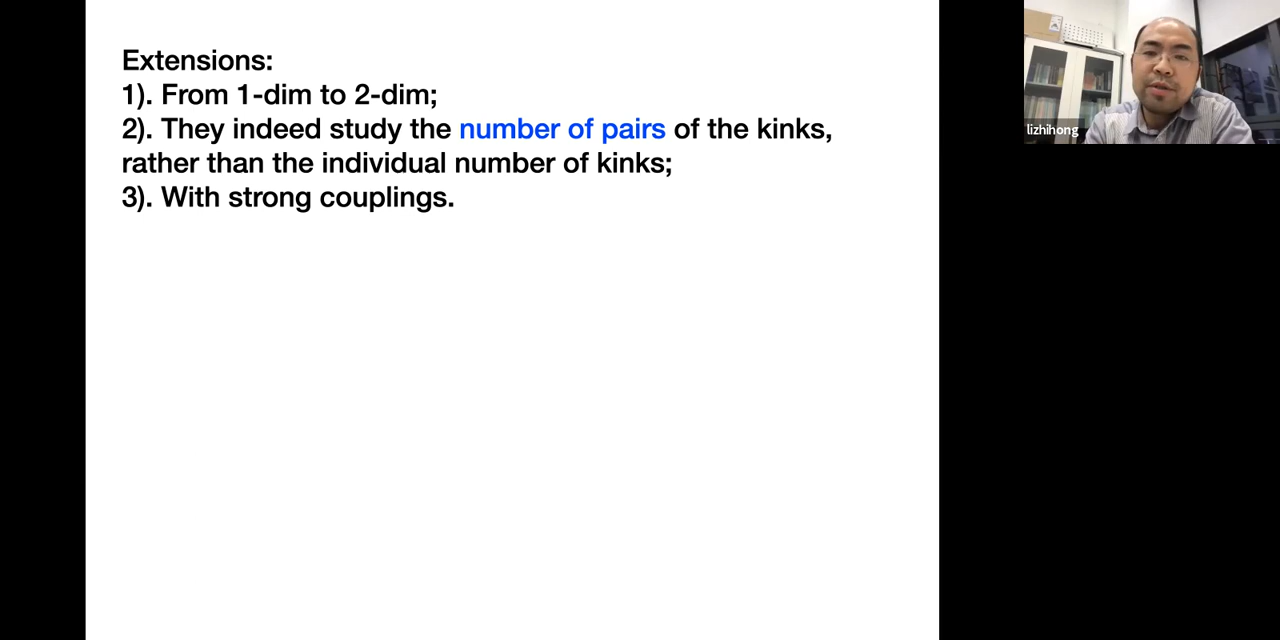 Extensions:
1). From 1-dim to 2-dim;
2). They indeed study the number of pairs of the kinks,
rather than the individual number of kinks;
3). With strong couplings.
lizhihong